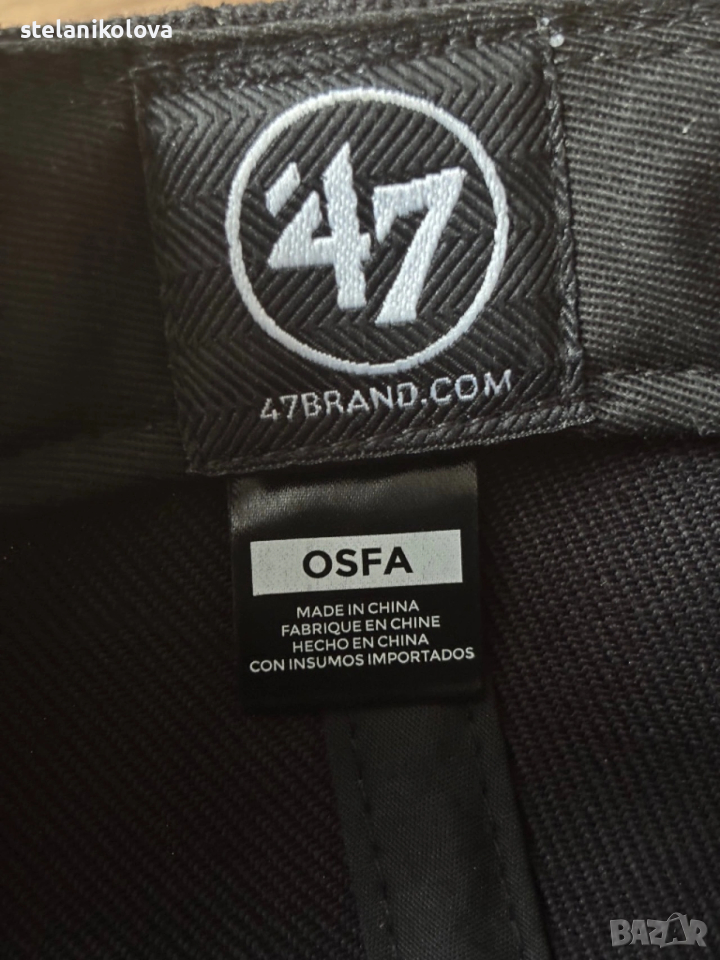 stelanikolova
'47
47BRAND.COM
OSFA
MADE IN CHINA
FABRIQUE EN CHINE
HECHO EN CHINA
CON INSUMOS IMPORTADOS
BAZAR